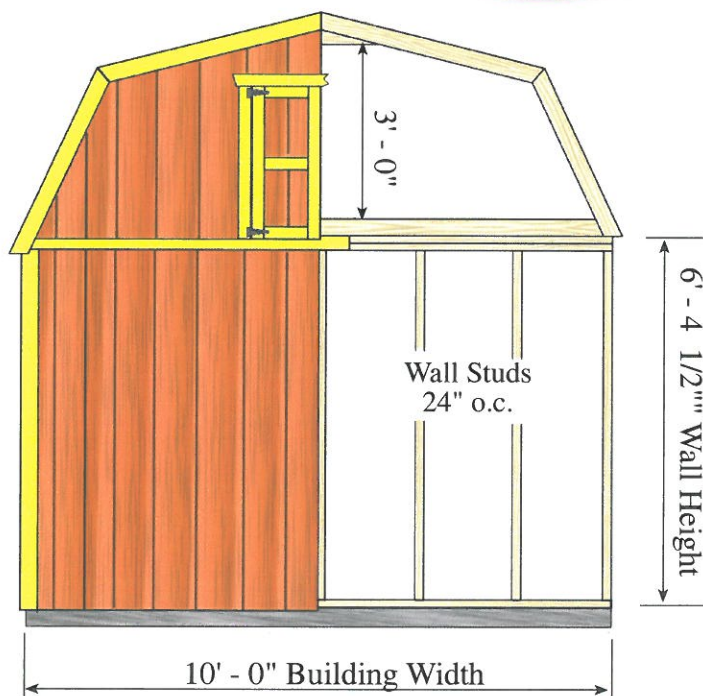 3' - 0"
Wall Studs
24" o.c.
6' - 4 1/2"" Wall Height
10' - 0" Building Width